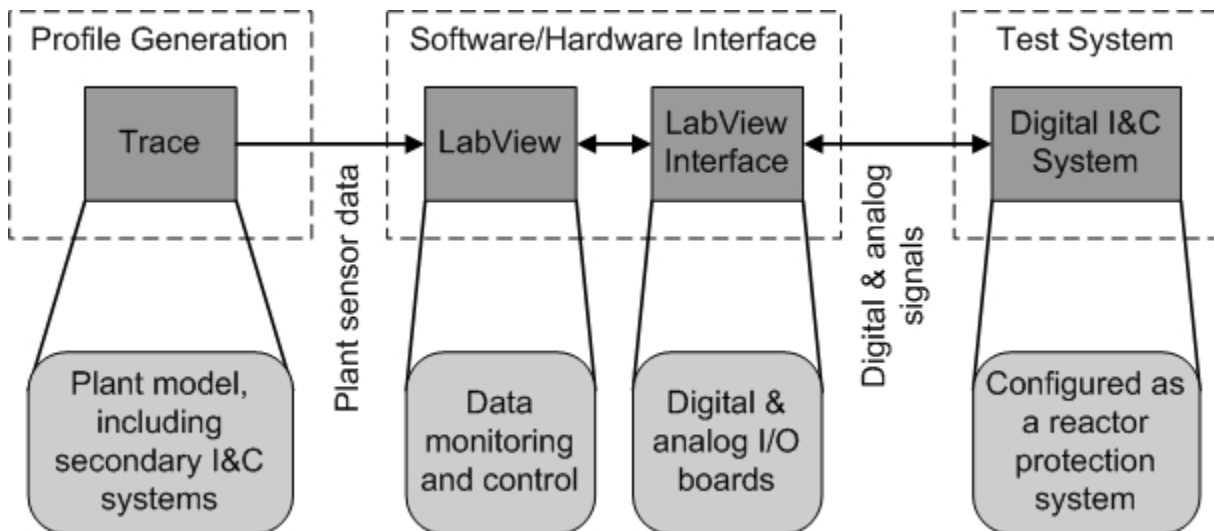 Profile Generation
Software/Hardware Interface
Test System
Trace
LabView
LabView
Interface
Digital I&C
System
Plant sensor data
Digital & analog
signals
Plant model,
including
secondary I&C
systems
Data
monitoring
and control
Digital &
analog I/O
boards
Configured as
a reactor
protection
system